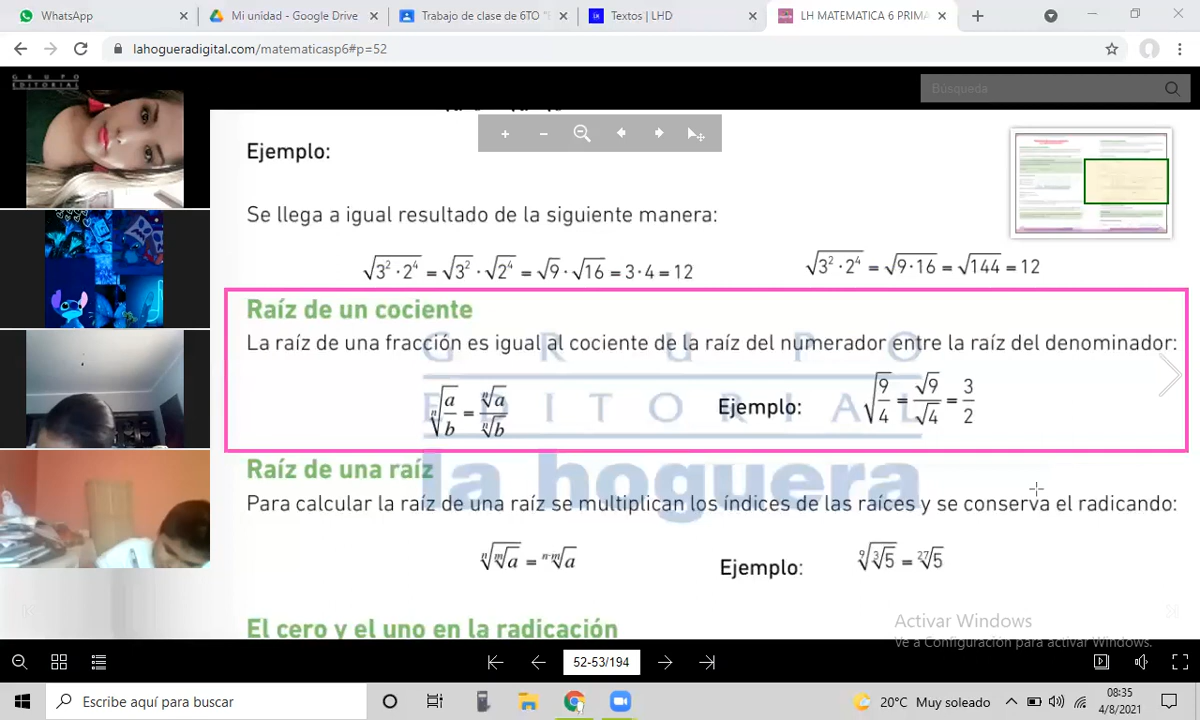 WhatsApp
Mi unidad - Google Drive
Trabajo de clase de 6TO "
Textos | LHD
LH MATEMATICA 6 PRIMA
lahogueradigital.com/matematicasp6#p=52
GRUPO
EDITORIAL
Búsqueda
Ejemplo:
Se llega a igual resultado de la siguiente manera:
√(3² · 2⁴) = √3² · √2⁴ = √9 · √16 = 3 · 4 = 12
√(3² · 2⁴) = √(9 · 16) = √144 = 12
Raíz de un cociente
La raíz de una fracción es igual al cociente de la raíz del numerador entre la raíz del denominador:
ⁿ√(a/b) = ⁿ√a / ⁿ√b
Ejemplo: √(9/4) = √9 / √4 = 3/2
GRUPO
EDITORIAL
la hoguera
Raíz de una raíz
Para calcular la raíz de una raíz se multiplican los índices de las raíces y se conserva el radicando:
ⁿ√(ᵐ√a) = ⁿ·ᵐ√a
Ejemplo: ⁹√(³√5) = ²⁷√5
El cero y el uno en la radicación
Activar Windows
Ve a Configuración para activar Windows.
52-53/194
Escribe aquí para buscar
20°C Muy soleado
08:35
4/8/2021